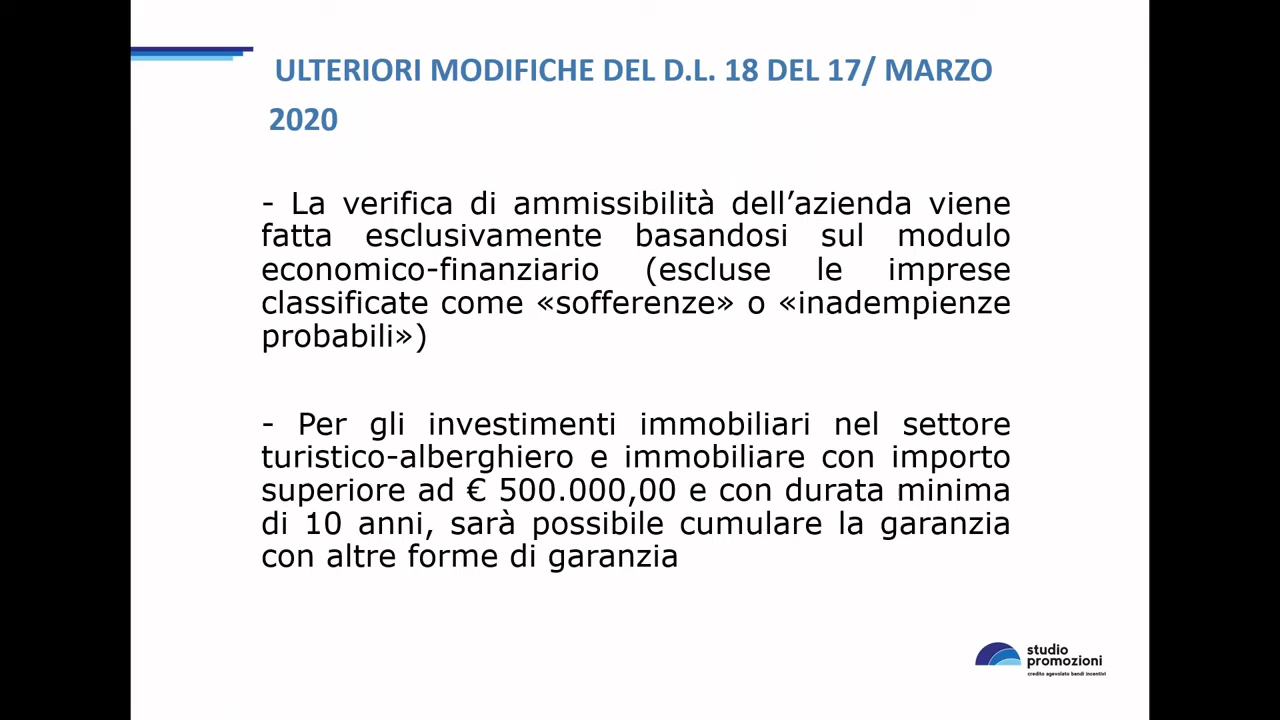 ULTERIORI MODIFICHE DEL D.L. 18 DEL 17/ MARZO
2020
- La verifica di ammissibilità dell’azienda viene
fatta esclusivamente basandosi sul modulo
economico-finanziario (escluse le imprese
classificate come «sofferenze» o «inadempienze
probabili»)
- Per gli investimenti immobiliari nel settore
turistico-alberghiero e immobiliare con importo
superiore ad € 500.000,00 e con durata minima
di 10 anni, sarà possibile cumulare la garanzia
con altre forme di garanzia
studio
promozioni
credito agevolato bandi incentivi